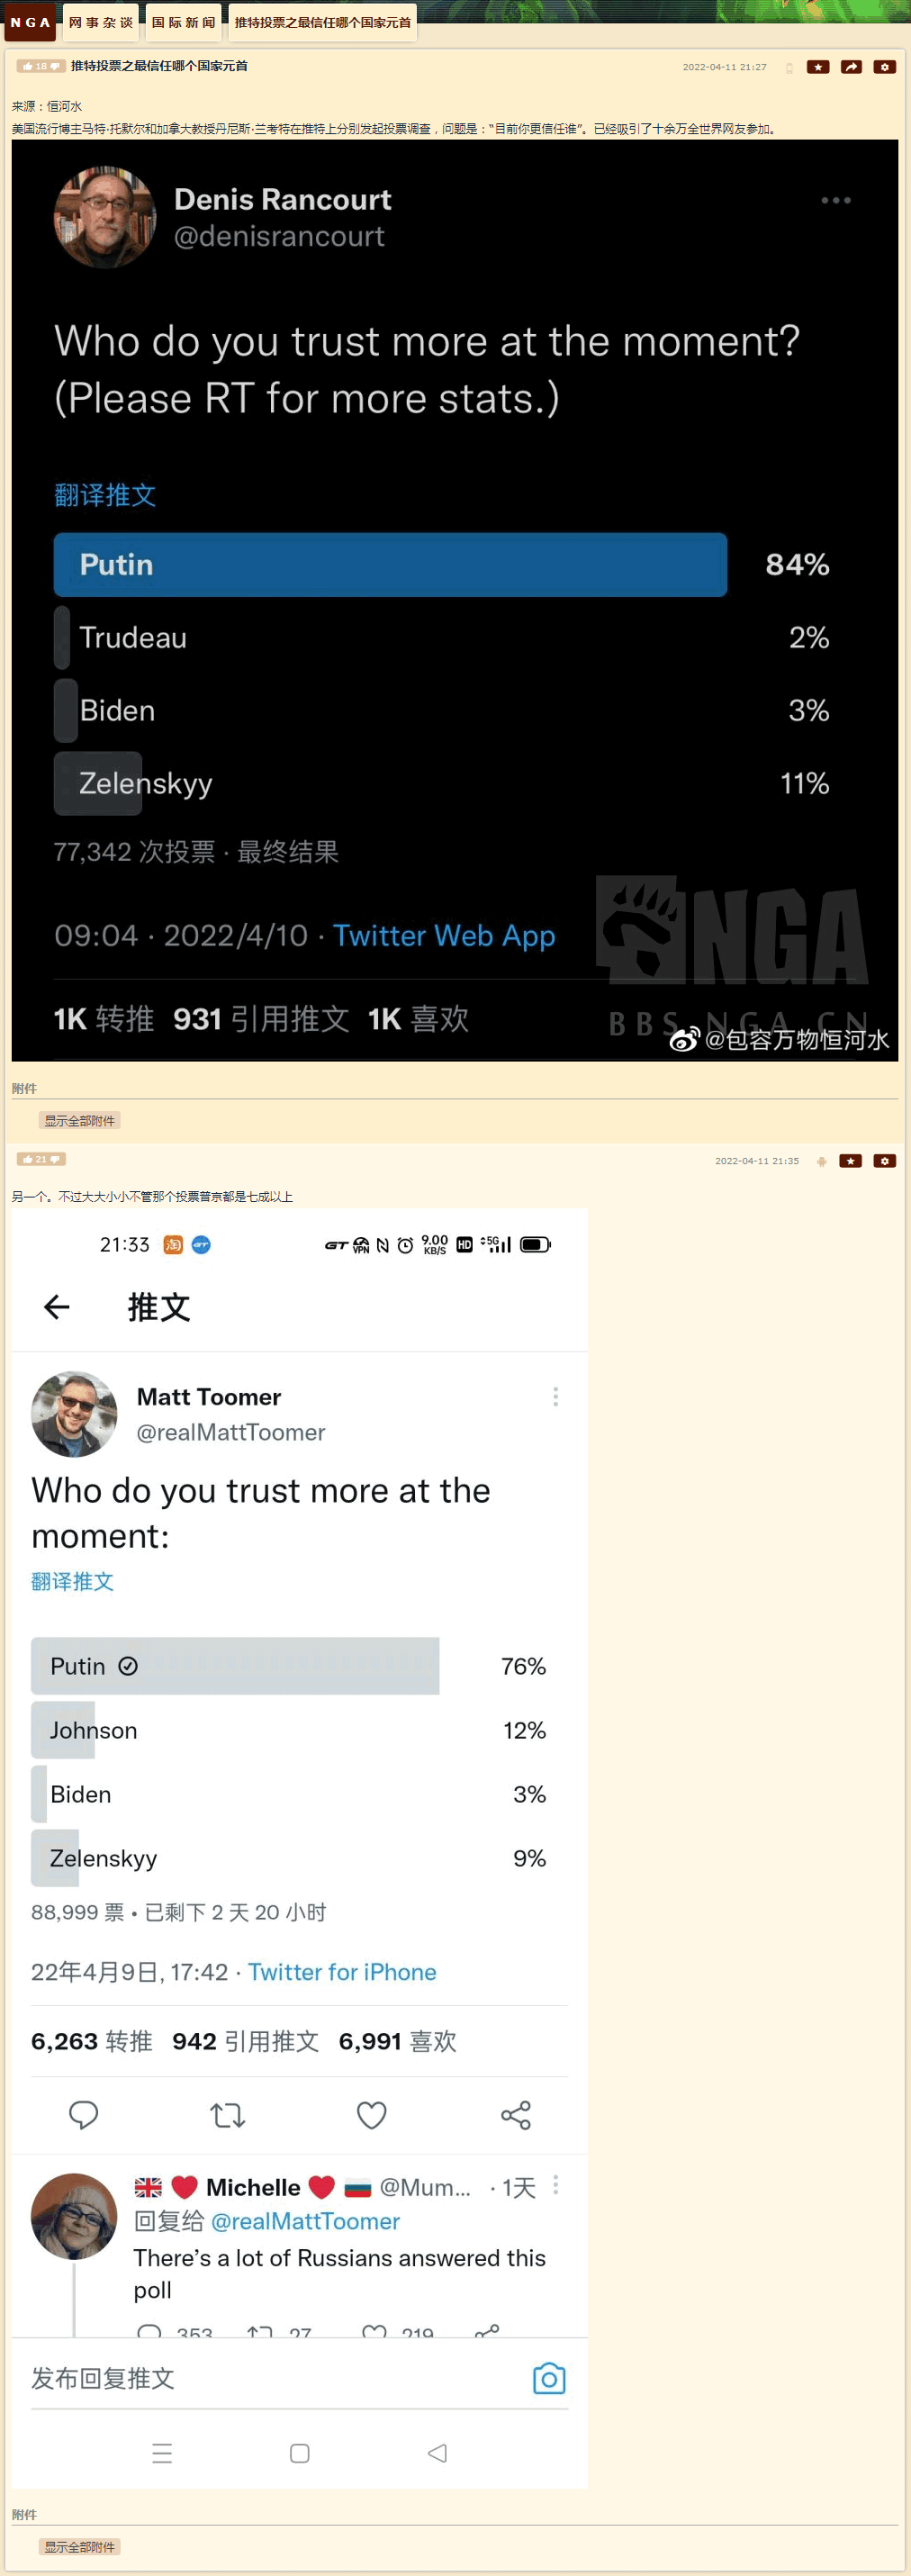 NGA 网事杂谈 国际新闻 推特投票之最信任哪个国家元首
18 推特投票之最信任哪个国家元首 2022-04-11 21:27
来源：恒河水
美国流行博主马特·托默尔和加拿大教授丹尼斯·兰考特在推特上分别发起投票调查，问题是：“目前你更信任谁”。已经吸引了十余万全世界网友参加。
Denis Rancourt
@denisrancourt
Who do you trust more at the moment?
(Please RT for more stats.)
翻译推文
Putin 84%
Trudeau 2%
Biden 3%
Zelenskyy 11%
77,342 次投票 · 最终结果
09:04 · 2022/4/10 · Twitter Web App
NGA
1K 转推 931 引用推文 1K 喜欢
BBS.NGA.CN
@包容万物恒河水
附件
显示全部附件
21 2022-04-11 21:35
另一个。不过大大小小不管那个投票普京都是七成以上
21:33 淘 GT GT VPN 9.00 KB/S HD 5G
推文
Matt Toomer
@realMattToomer
Who do you trust more at the
moment:
翻译推文
Putin 76%
Johnson 12%
Biden 3%
Zelenskyy 9%
88,999 票 • 已剩下 2 天 20 小时
22年4月9日, 17:42 · Twitter for iPhone
6,263 转推 942 引用推文 6,991 喜欢
Michelle @Mum... · 1天
回复给 @realMattToomer
There’s a lot of Russians answered this
poll
353 27 219
发布回复推文
附件
显示全部附件